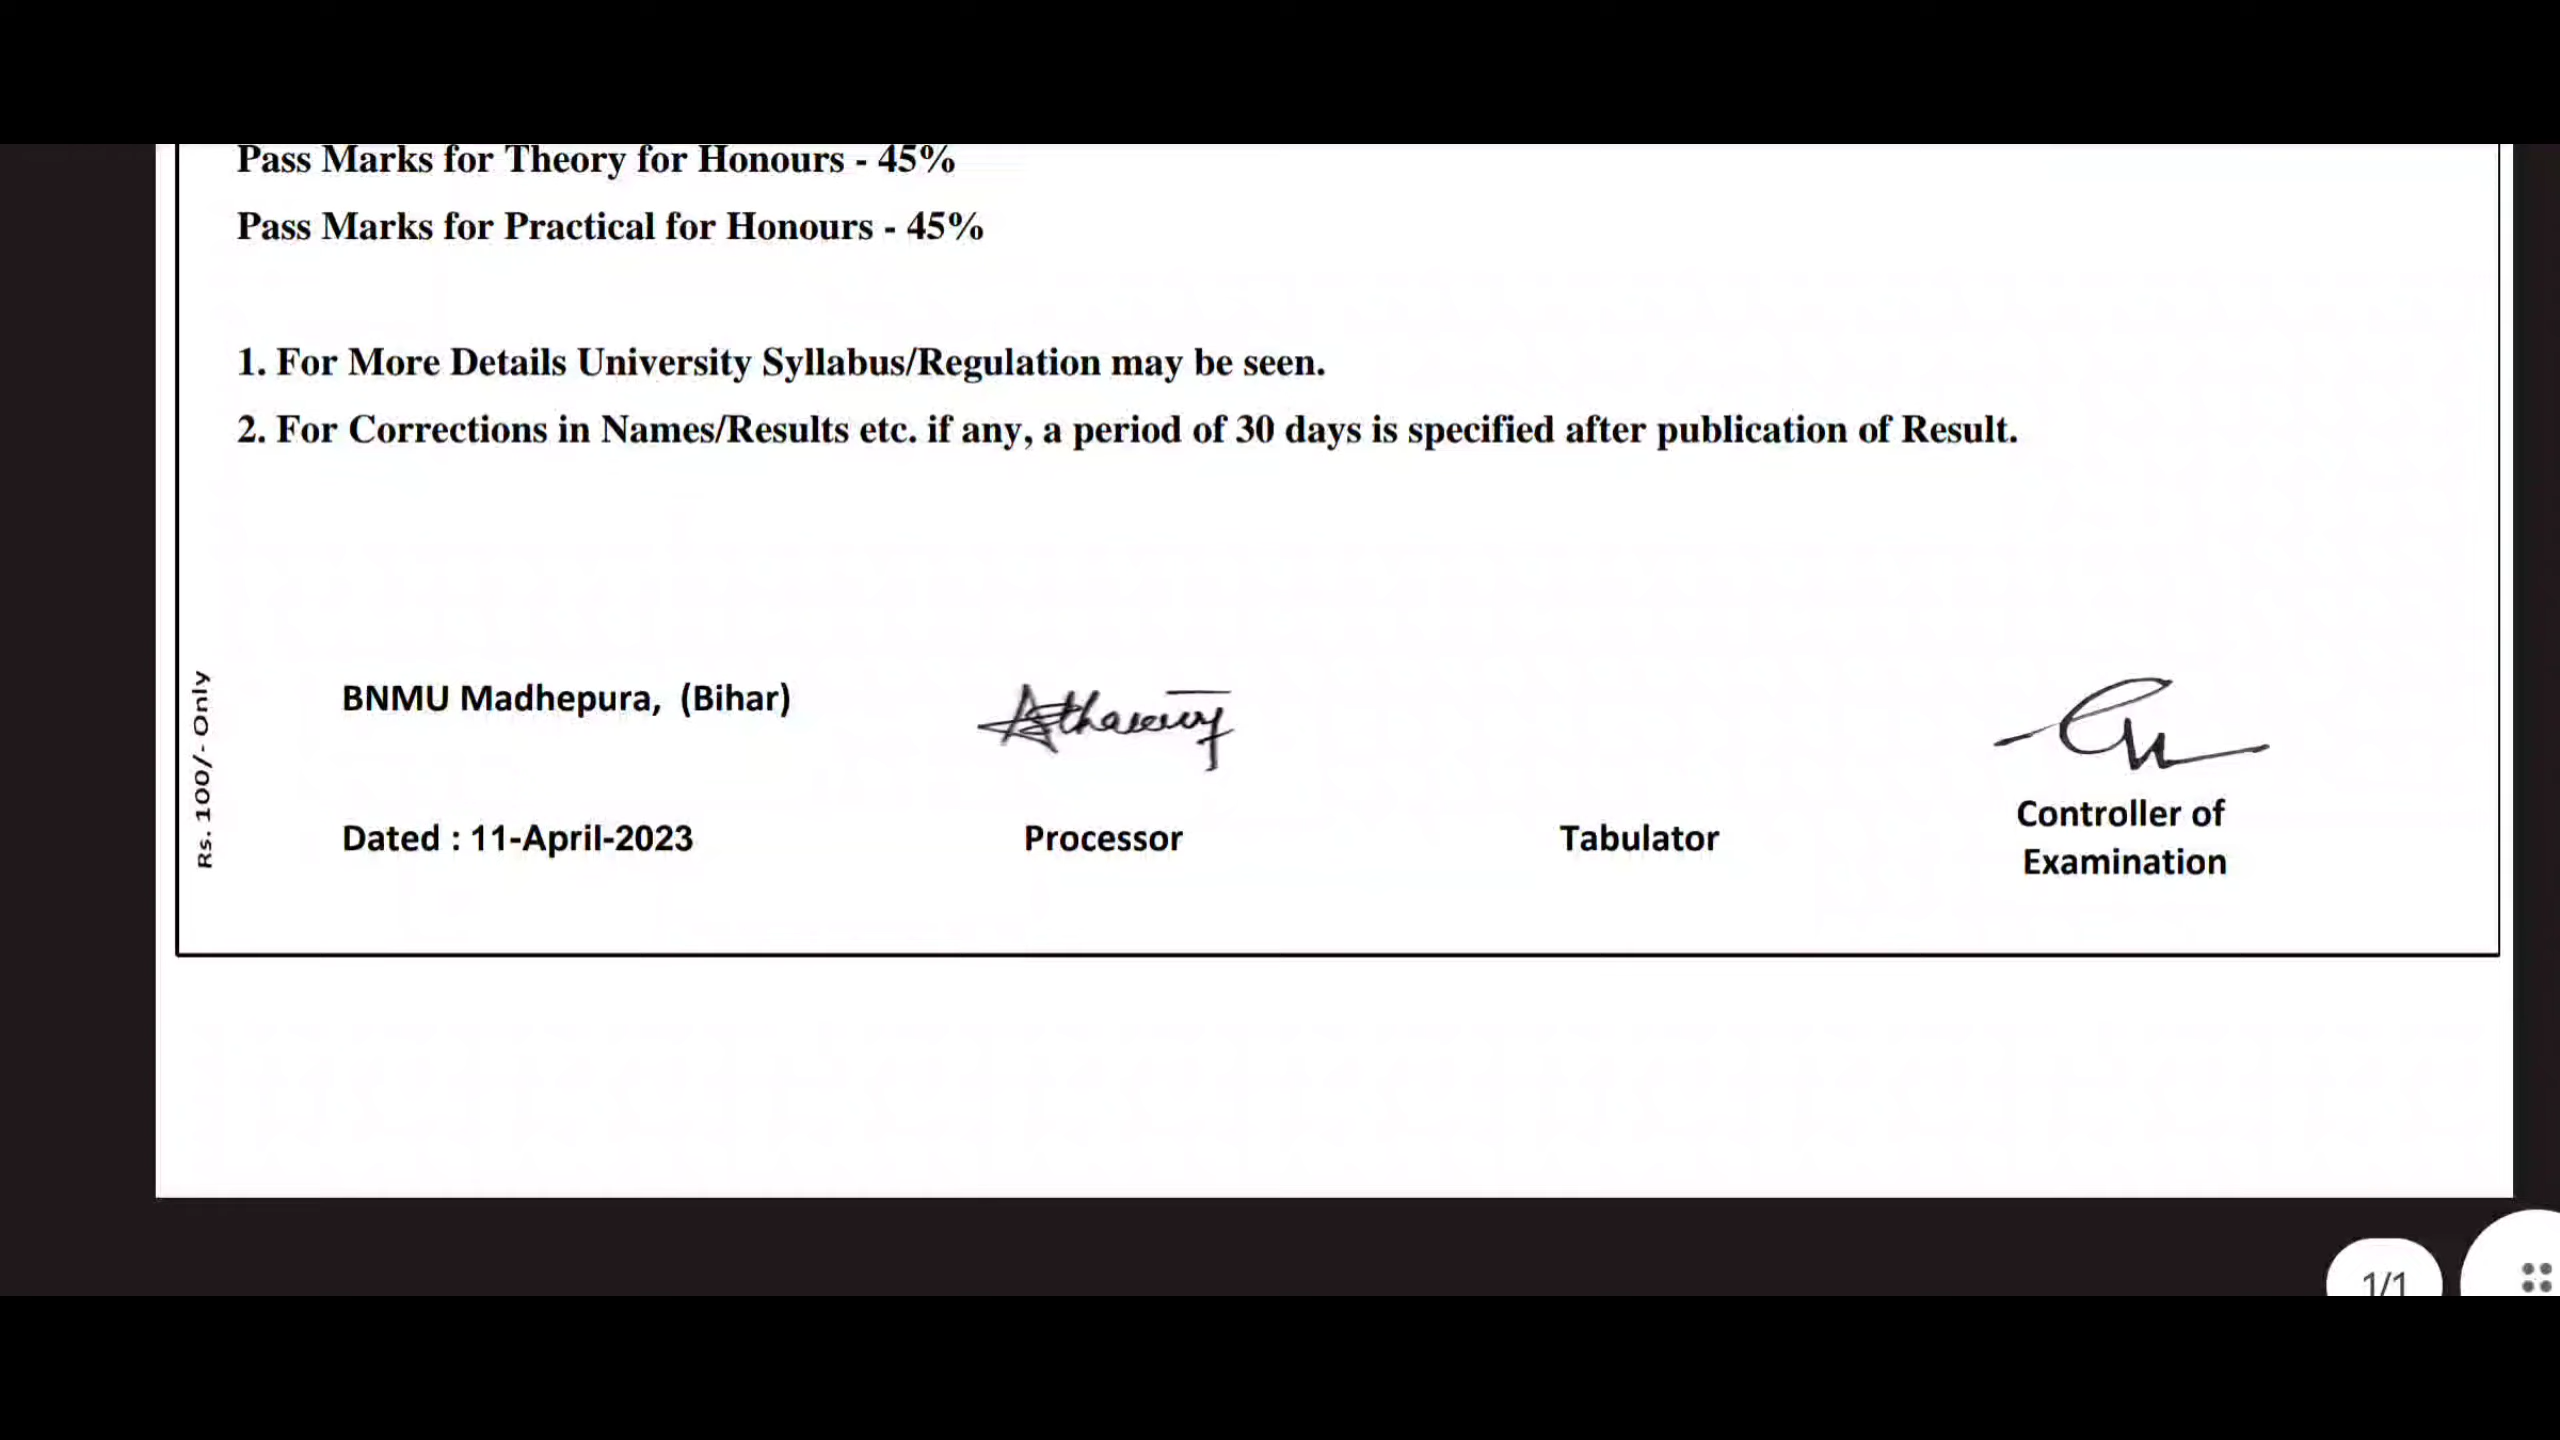 Pass Marks for Theory for Honours - 45%
Pass Marks for Practical for Honours - 45%
1. For More Details University Syllabus/Regulation may be seen.
2. For Corrections in Names/Results etc. if any, a period of 30 days is specified after publication of Result.
Rs. 100/- Only
BNMU Madhepura, (Bihar)
Dated : 11-April-2023
Processor
Tabulator
Controller of
Examination
1/1